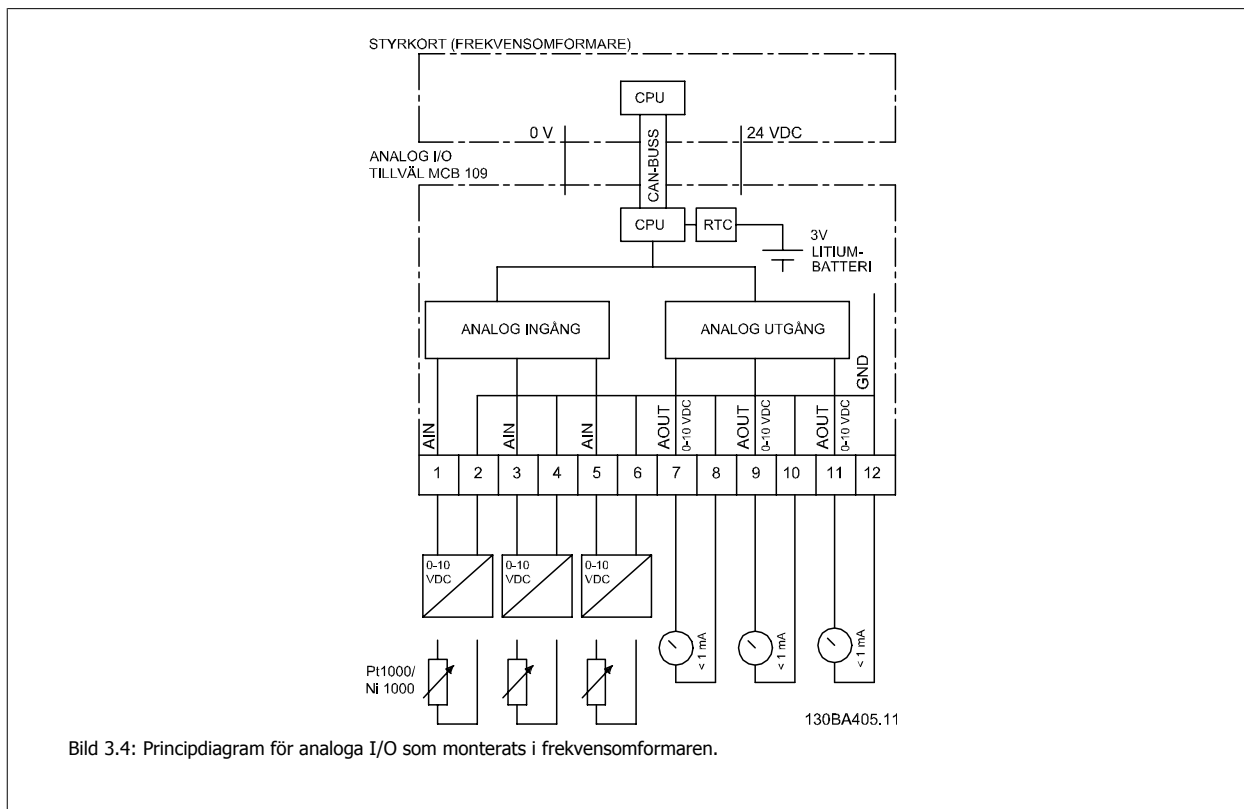 STYRKORT (FREKVENSOMFORMARE)
CPU
0 V
24 VDC
CAN-BUSS
ANALOG I/O
TILLVÄL MCB 109
CPU
RTC
3V
LITIUM-
BATTERI
ANALOG INGÅNG
ANALOG UTGÅNG
GND
AIN
AIN
AIN
AOUT
0-10 VDC
AOUT
0-10 VDC
AOUT
0-10 VDC
1 2 3 4 5 6 7 8 9 10 11 12
0-10
VDC
0-10
VDC
0-10
VDC
< 1 mA
< 1 mA
< 1 mA
Pt1000/
Ni 1000
130BA405.11
Bild 3.4: Principdiagram för analoga I/O som monterats i frekvensomformaren.